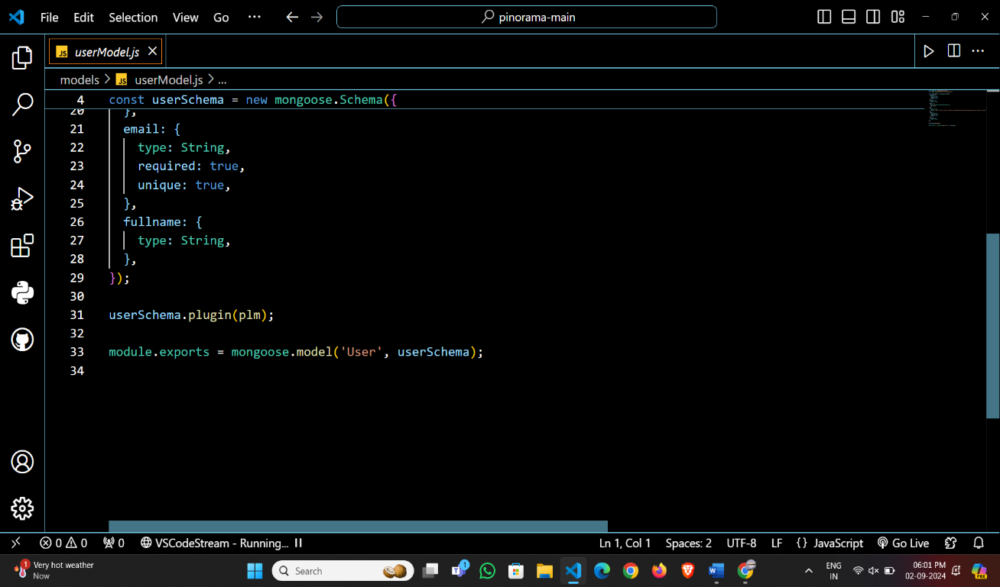 File Edit Selection View Go ··· pinorama-main
JS userModel.js
models > JS userModel.js > ...
4 const userSchema = new mongoose.Schema({
20 },
21 email: {
22 type: String,
23 required: true,
24 unique: true,
25 },
26 fullname: {
27 type: String,
28 },
29 });
30
31 userSchema.plugin(plm);
32
33 module.exports = mongoose.model('User', userSchema);
34
0 0 0 VSCodeStream - Running... Ln 1, Col 1 Spaces: 2 UTF-8 LF {} JavaScript Go Live
1 Very hot weather
Now
Search
1
ENG
IN
06:01 PM
02-09-2024
PRE